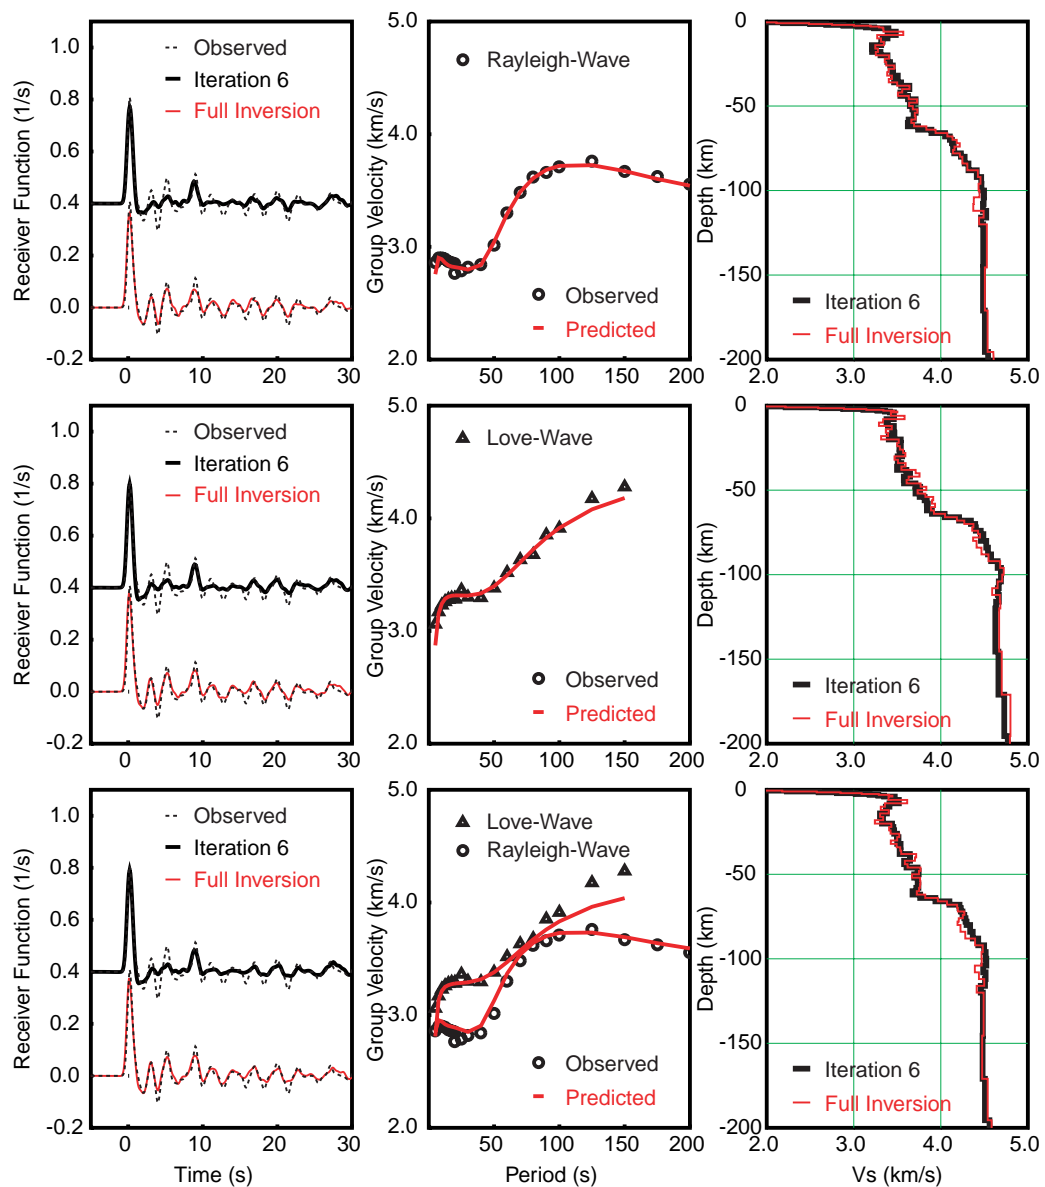 Receiver Function (1/s)
1.0
0.8
0.6
0.4
0.2
0.0
-0.2
Observed
Iteration 6
Full Inversion
0
10
20
30
Group Velocity (km/s)
5.0
4.0
3.0
2.0
Rayleigh-Wave
Observed
Predicted
50
100
150
200
Depth (km)
0
-50
-100
-150
-200
Iteration 6
Full Inversion
2.0
3.0
4.0
5.0
Receiver Function (1/s)
1.0
0.8
0.6
0.4
0.2
0.0
-0.2
Observed
Iteration 6
Full Inversion
0
10
20
30
Group Velocity (km/s)
5.0
4.0
3.0
2.0
Love-Wave
Observed
Predicted
50
100
150
200
Depth (km)
0
-50
-100
-150
-200
Iteration 6
Full Inversion
2.0
3.0
4.0
5.0
Receiver Function (1/s)
1.0
0.8
0.6
0.4
0.2
0.0
-0.2
Observed
Iteration 6
Full Inversion
0
10
20
30
Time (s)
Group Velocity (km/s)
5.0
4.0
3.0
2.0
Love-Wave
Rayleigh-Wave
Observed
Predicted
50
100
150
200
Period (s)
Depth (km)
0
-50
-100
-150
-200
Iteration 6
Full Inversion
2.0
3.0
4.0
5.0
Vs (km/s)